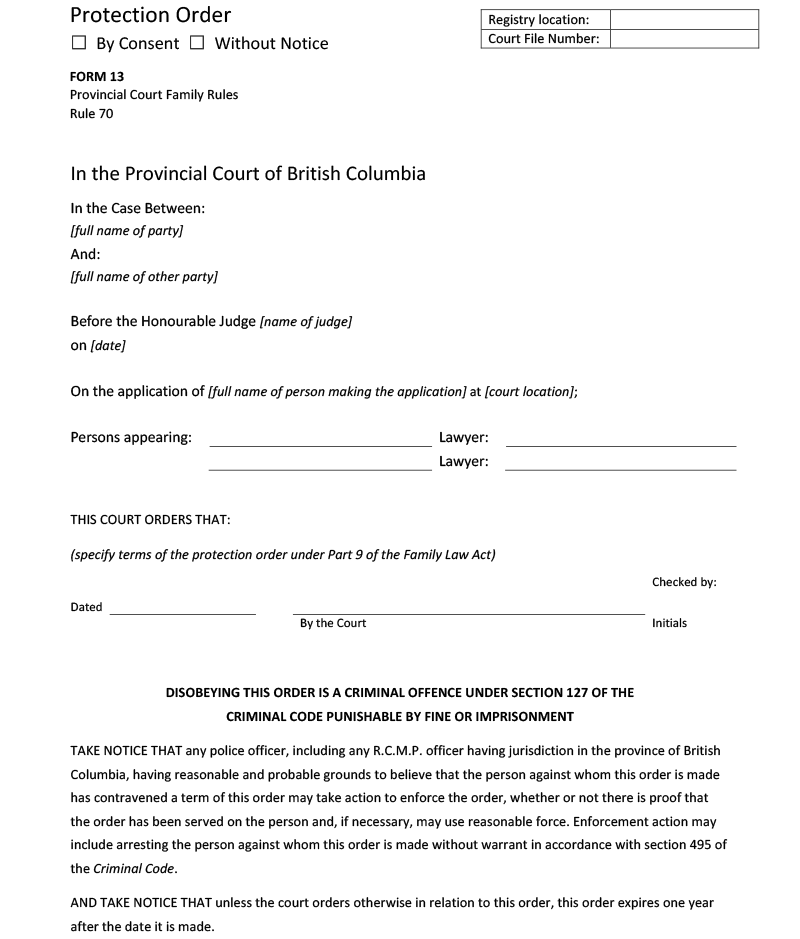 Protection Order
☐ By Consent ☐ Without Notice
Registry location:
Court File Number:
FORM 13
Provincial Court Family Rules
Rule 70
In the Provincial Court of British Columbia
In the Case Between:
[full name of party]
And:
[full name of other party]
Before the Honourable Judge [name of judge]
on [date]
On the application of [full name of person making the application] at [court location];
Persons appearing: Lawyer:
Lawyer:
THIS COURT ORDERS THAT:
(specify terms of the protection order under Part 9 of the Family Law Act)
Checked by:
Dated
By the Court Initials
DISOBEYING THIS ORDER IS A CRIMINAL OFFENCE UNDER SECTION 127 OF THE
CRIMINAL CODE PUNISHABLE BY FINE OR IMPRISONMENT
TAKE NOTICE THAT any police officer, including any R.C.M.P. officer having jurisdiction in the province of British
Columbia, having reasonable and probable grounds to believe that the person against whom this order is made
has contravened a term of this order may take action to enforce the order, whether or not there is proof that
the order has been served on the person and, if necessary, may use reasonable force. Enforcement action may
include arresting the person against whom this order is made without warrant in accordance with section 495 of
the Criminal Code.
AND TAKE NOTICE THAT unless the court orders otherwise in relation to this order, this order expires one year
after the date it is made.